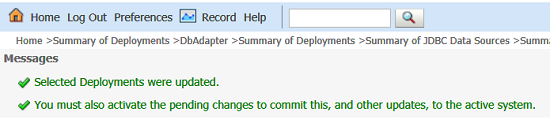 Home Log Out Preferences Record Help
Home >Summary of Deployments >DbAdapter >Summary of Deployments >Summary of JDBC Data Sources >Summa
Messages
Selected Deployments were updated.
You must also activate the pending changes to commit this, and other updates, to the active system.